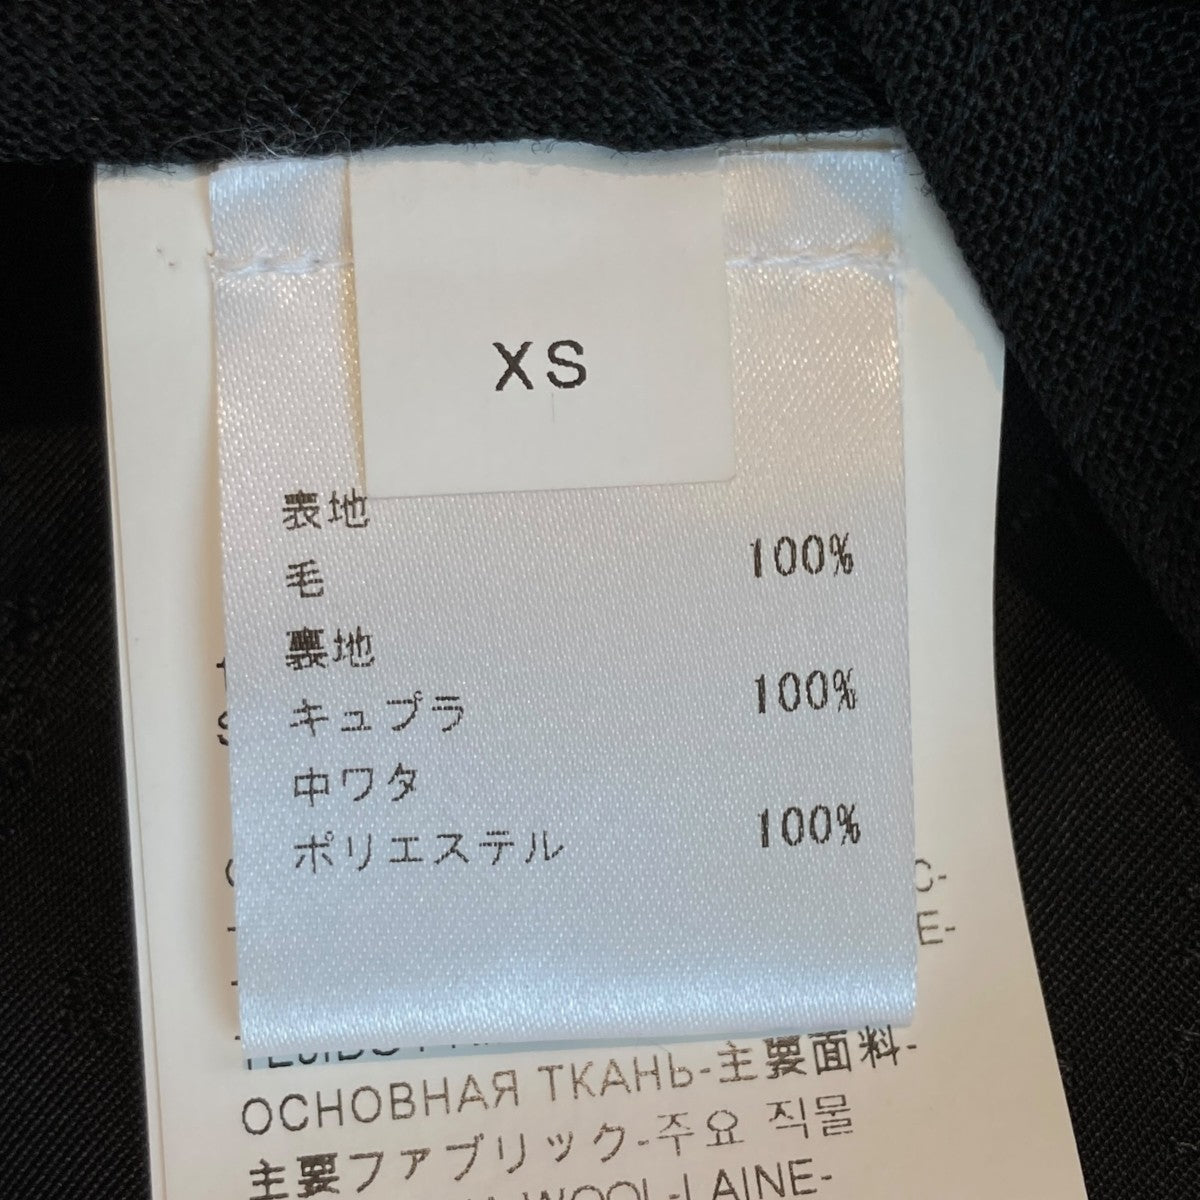 XS
表地
毛 100%
裏地
キュプラ 100%
中ワタ
ポリエステル 100%
C-
E-
ОСНОВНАЯ ТКАНЬ-主要面料-
主要ファブリック-주요 직물
WOOL-LAINE-